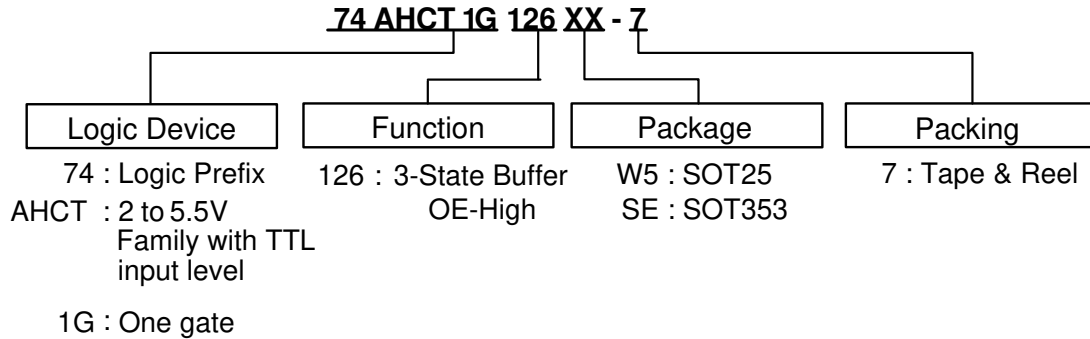 74 AHCT 1G 126 XX - 7
Logic Device
74 : Logic Prefix
AHCT : 2 to 5.5V
Family with TTL
input level
1G : One gate
Function
126 : 3-State Buffer
OE-High
Package
W5 : SOT25
SE : SOT353
Packing
7 : Tape & Reel